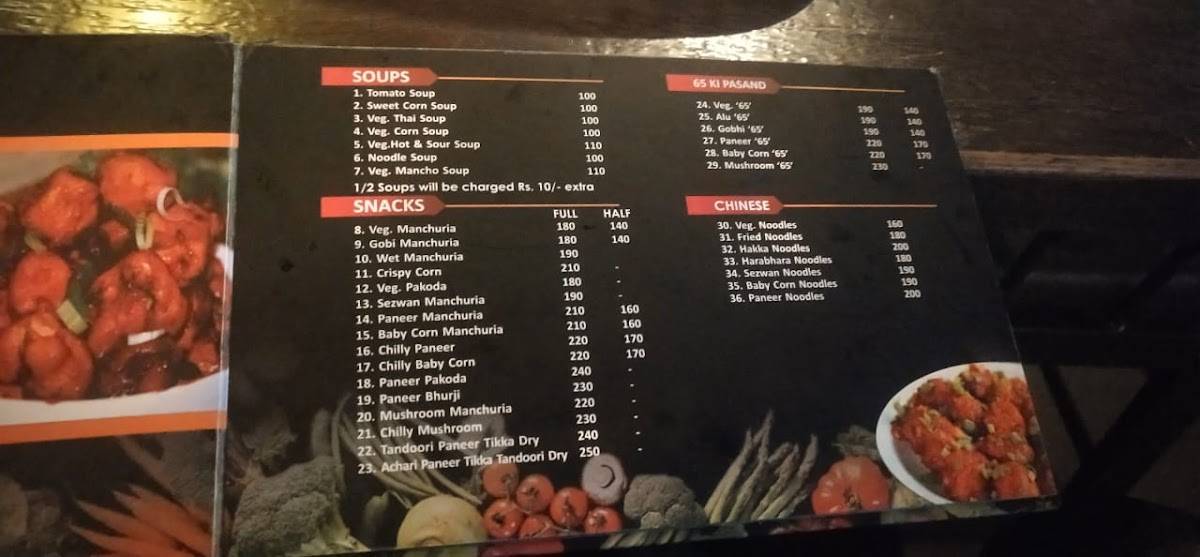 SOUPS
1. Tomato Soup 100
2. Sweet Corn Soup 100
3. Veg. Thai Soup 100
4. Veg. Corn Soup 100
5. Veg.Hot & Sour Soup 110
6. Noodle Soup 100
7. Veg. Mancho Soup 110
1/2 Soups will be charged Rs. 10/- extra
SNACKS
FULL HALF
8. Veg. Manchuria 180 140
9. Gobi Manchuria 180 140
10. Wet Manchuria 190
11. Crispy Corn 210 -
12. Veg. Pakoda 180 -
13. Sezwan Manchuria 190 -
14. Paneer Manchuria 210 160
15. Baby Corn Manchuria 210 160
16. Chilly Paneer 220 170
17. Chilly Baby Corn 220 170
18. Paneer Pakoda 240 -
19. Paneer Bhurji 230 -
20. Mushroom Manchuria 220 -
21. Chilly Mushroom 230 -
22. Tandoori Paneer Tikka Dry 240 -
23. Achari Paneer Tikka Tandoori Dry 250 -
65 KI PASAND
24. Veg. ‘65’ 190 140
25. Alu ‘65’ 190 140
26. Gobhi ‘65’ 190 140
27. Paneer ‘65’ 220 170
28. Baby Corn ‘65’ 220 170
29. Mushroom ‘65’ 230 -
CHINESE
30. Veg. Noodles 160
31. Fried Noodles 180
32. Hakka Noodles 200
33. Harabhara Noodles 180
34. Sezwan Noodles 190
35. Baby Corn Noodles 190
36. Paneer Noodles 200